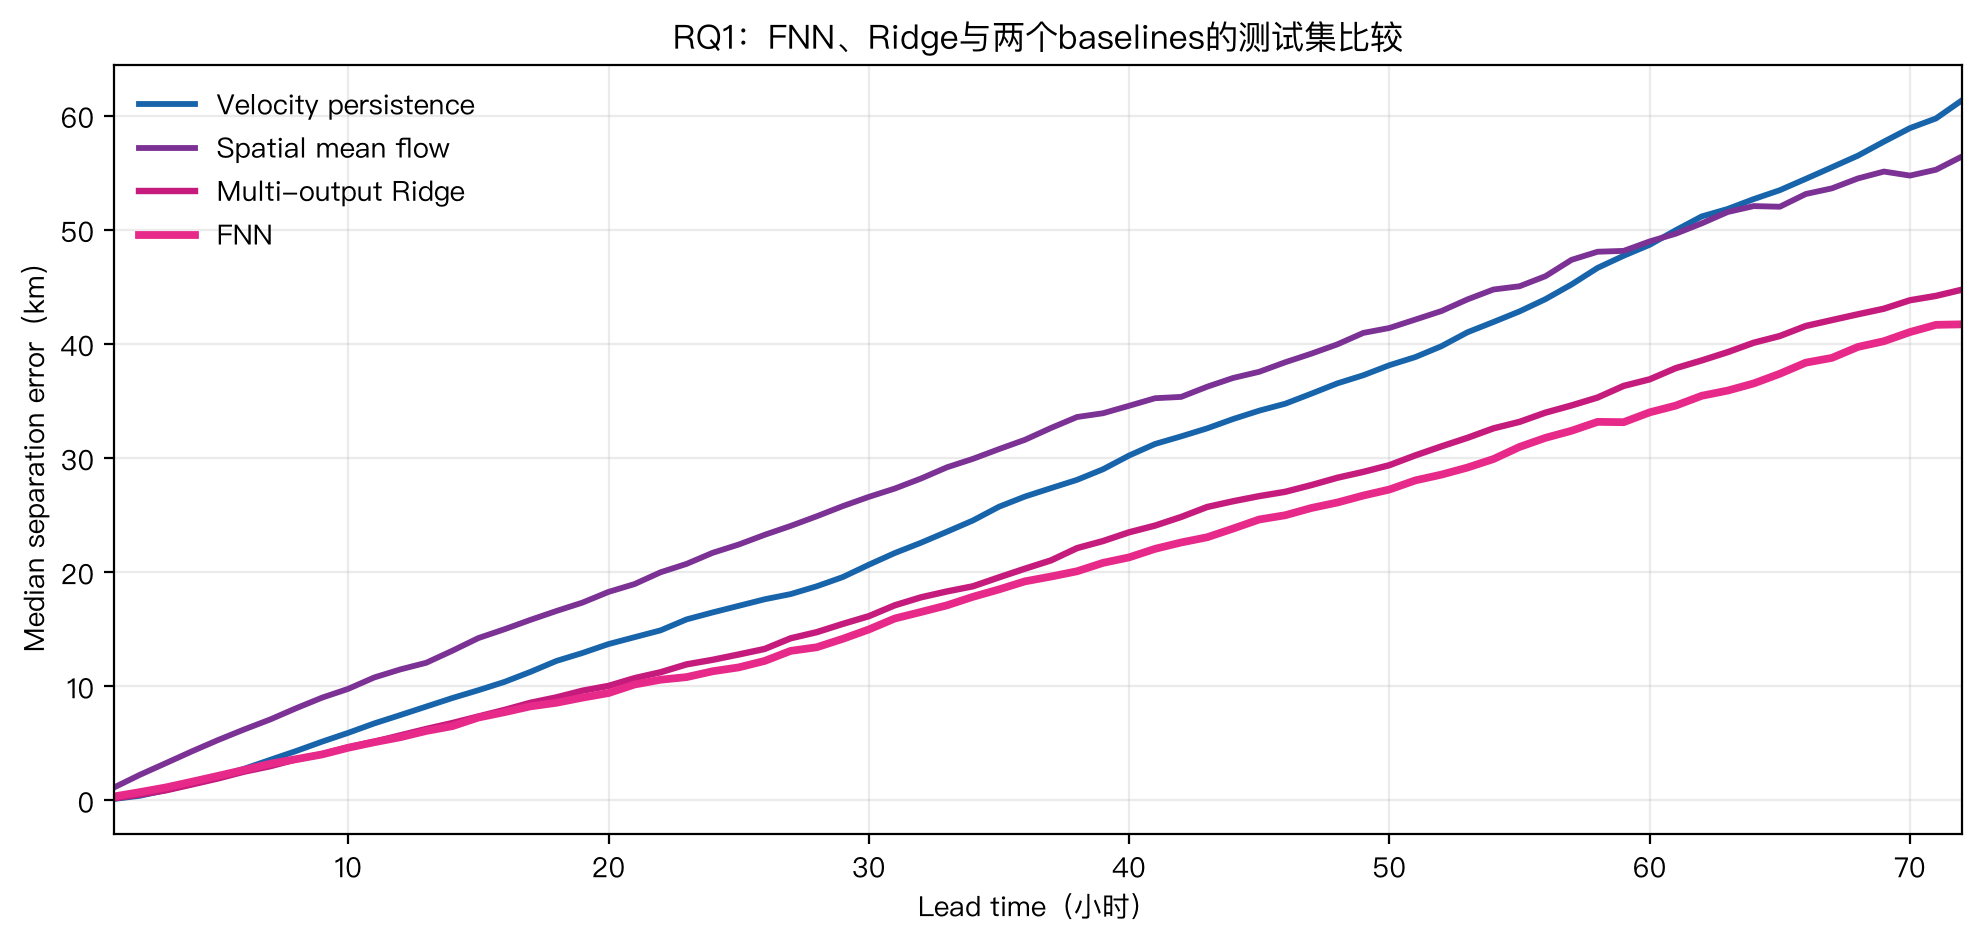 RQ1：FNN、Ridge与两个baselines的测试集比较
Velocity persistence
Spatial mean flow
Multi-output Ridge
FNN
Median separation error（km）
60
50
40
30
20
10
0
10 20 30 40 50 60 70
Lead time（小时）